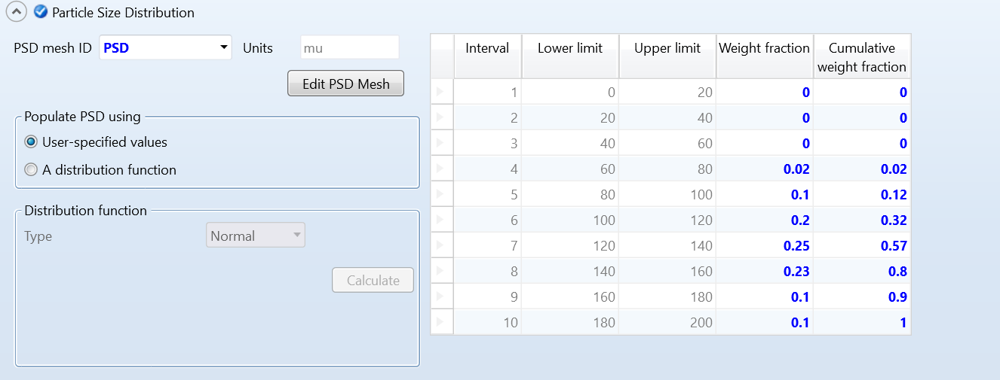 Particle Size Distribution
PSD mesh ID PSD Units mu
Edit PSD Mesh
Populate PSD using
User-specified values
A distribution function
Distribution function
Type Normal
Calculate
Interval Lower limit Upper limit Weight fraction Cumulative
weight fraction
1 0 20 0 0
2 20 40 0 0
3 40 60 0 0
4 60 80 0.02 0.02
5 80 100 0.1 0.12
6 100 120 0.2 0.32
7 120 140 0.25 0.57
8 140 160 0.23 0.8
9 160 180 0.1 0.9
10 180 200 0.1 1